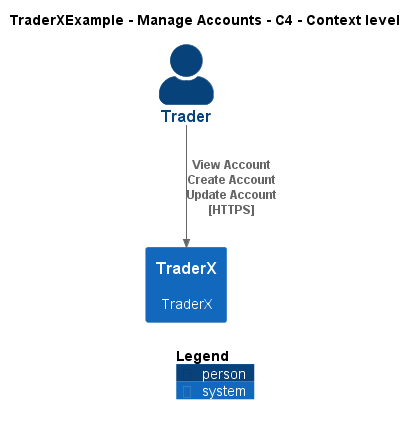 TraderXExample - Manage Accounts - C4 - Context level
Trader
View Account
Create Account
Update Account
[HTTPS]
TraderX
TraderX
Legend
person
system